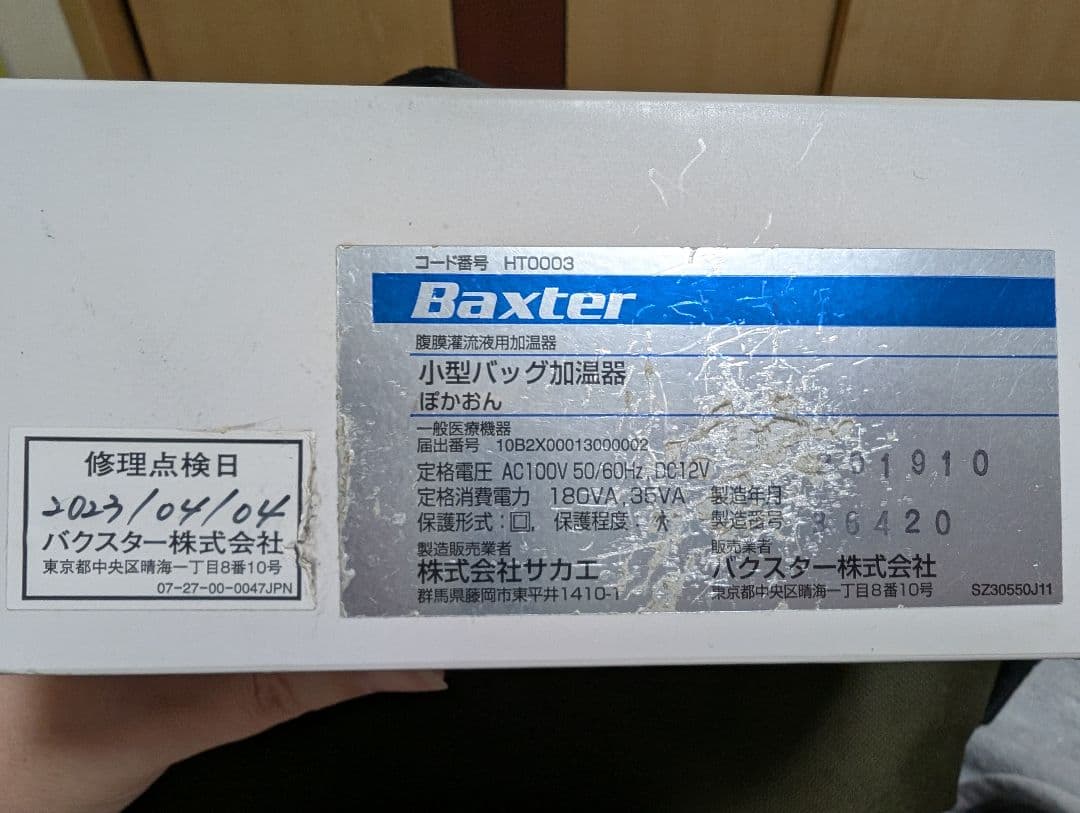 コード番号 HT0003
Baxter
腹膜灌流液用加温器
小型バッグ加温器
ぽかおん
一般医療機器
届出番号 10B2X00013000002
定格電圧 AC100V 50/60Hz, DC12V
定格消費電力 180VA, 35VA
保護形式: 保護程度:
製造年月 01910
製造番号 6420
製造販売業者
株式会社サカエ
群馬県藤岡市東平井1410-1
販売業者
バクスター株式会社
東京都中央区晴海一丁目8番10号
SZ30550J11
修理点検日
2023/04/04
バクスター株式会社
東京都中央区晴海一丁目8番10号
07-27-00-0047JPN